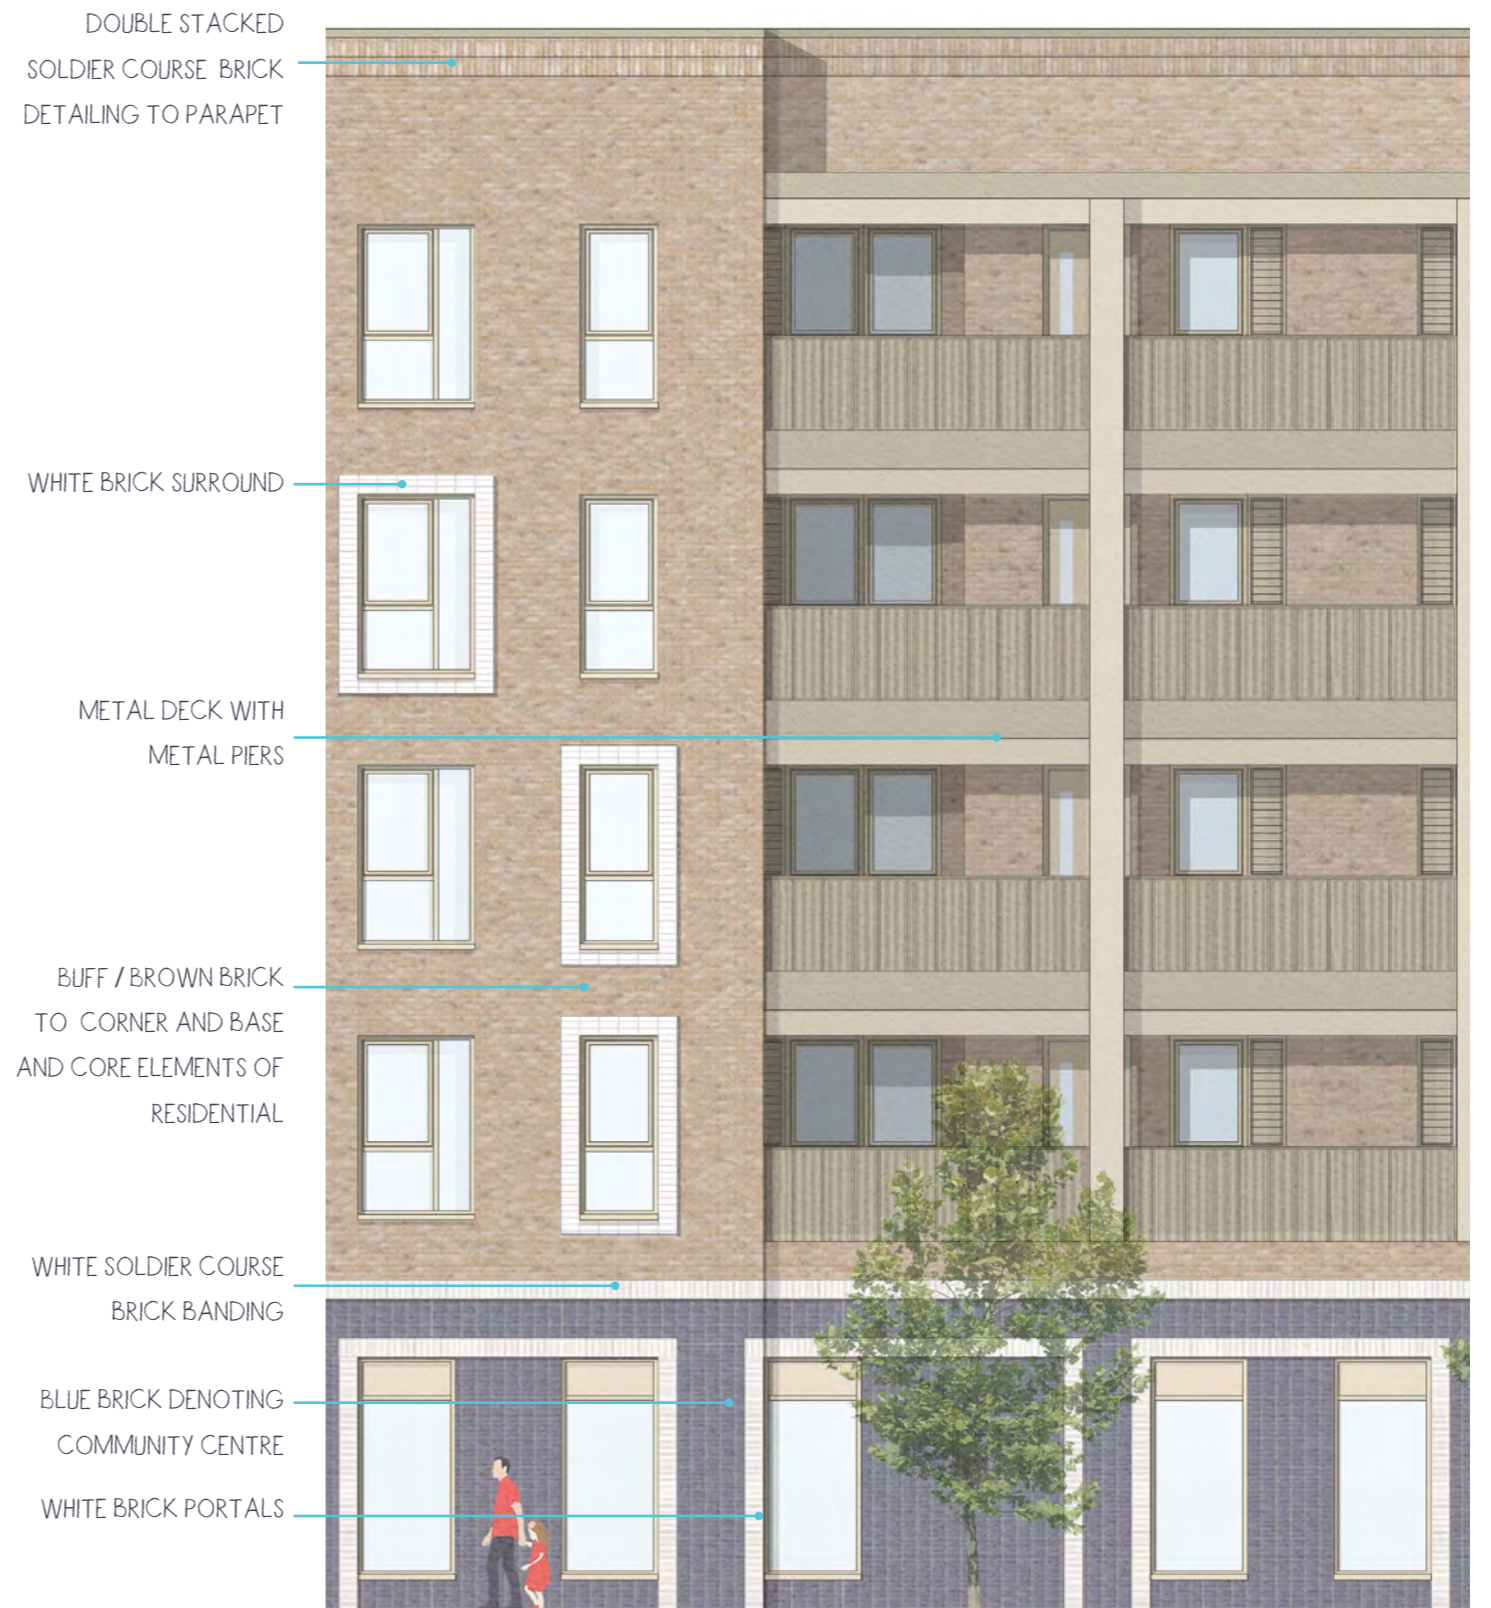 DOUBLE STACKED
SOLDIER COURSE BRICK
DETAILING TO PARAPET
WHITE BRICK SURROUND
METAL DECK WITH
METAL PIERS
BUFF / BROWN BRICK
TO CORNER AND BASE
AND CORE ELEMENTS OF
RESIDENTIAL
WHITE SOLDIER COURSE
BRICK BANDING
BLUE BRICK DENOTING
COMMUNITY CENTRE
WHITE BRICK PORTALS